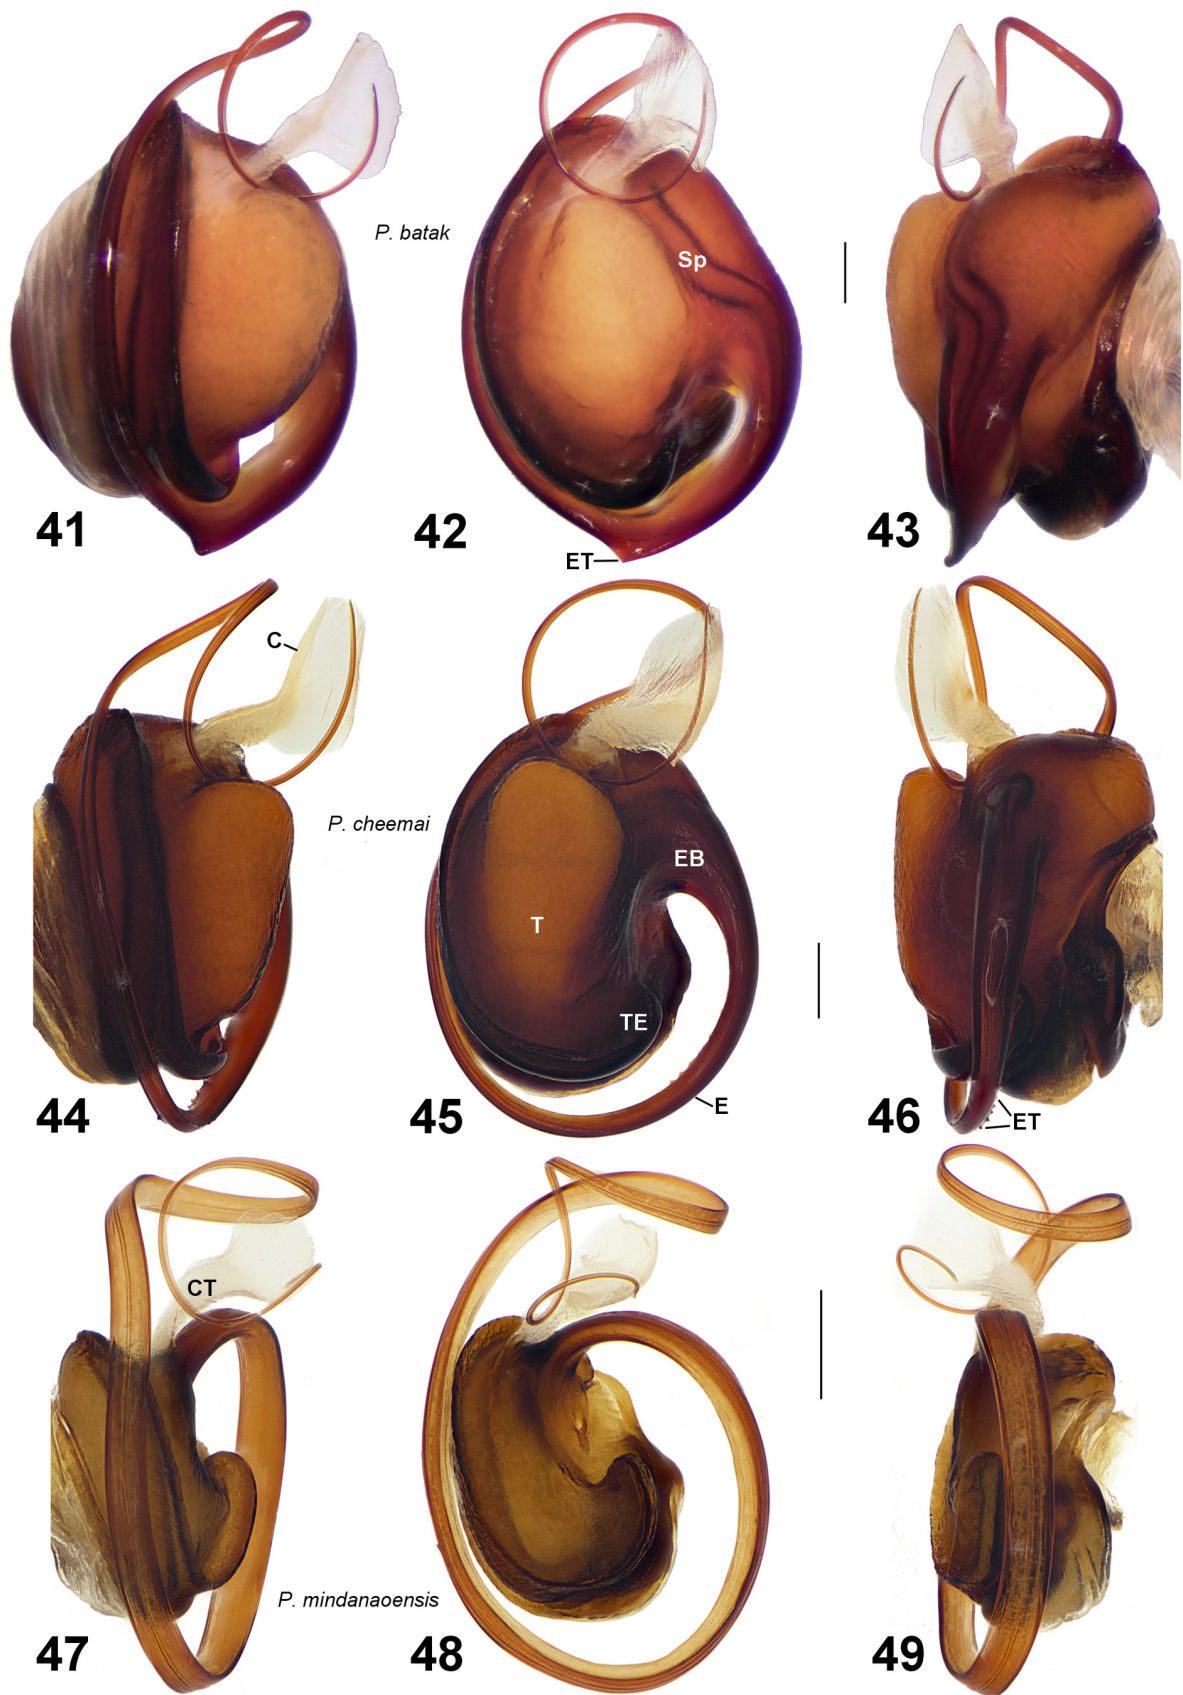 P. batak
Sp
41
42
43
ET
C
P. cheemai
EB
T
TE
E
44
45
46
ET
CT
P. mindanaoensis
47
48
49